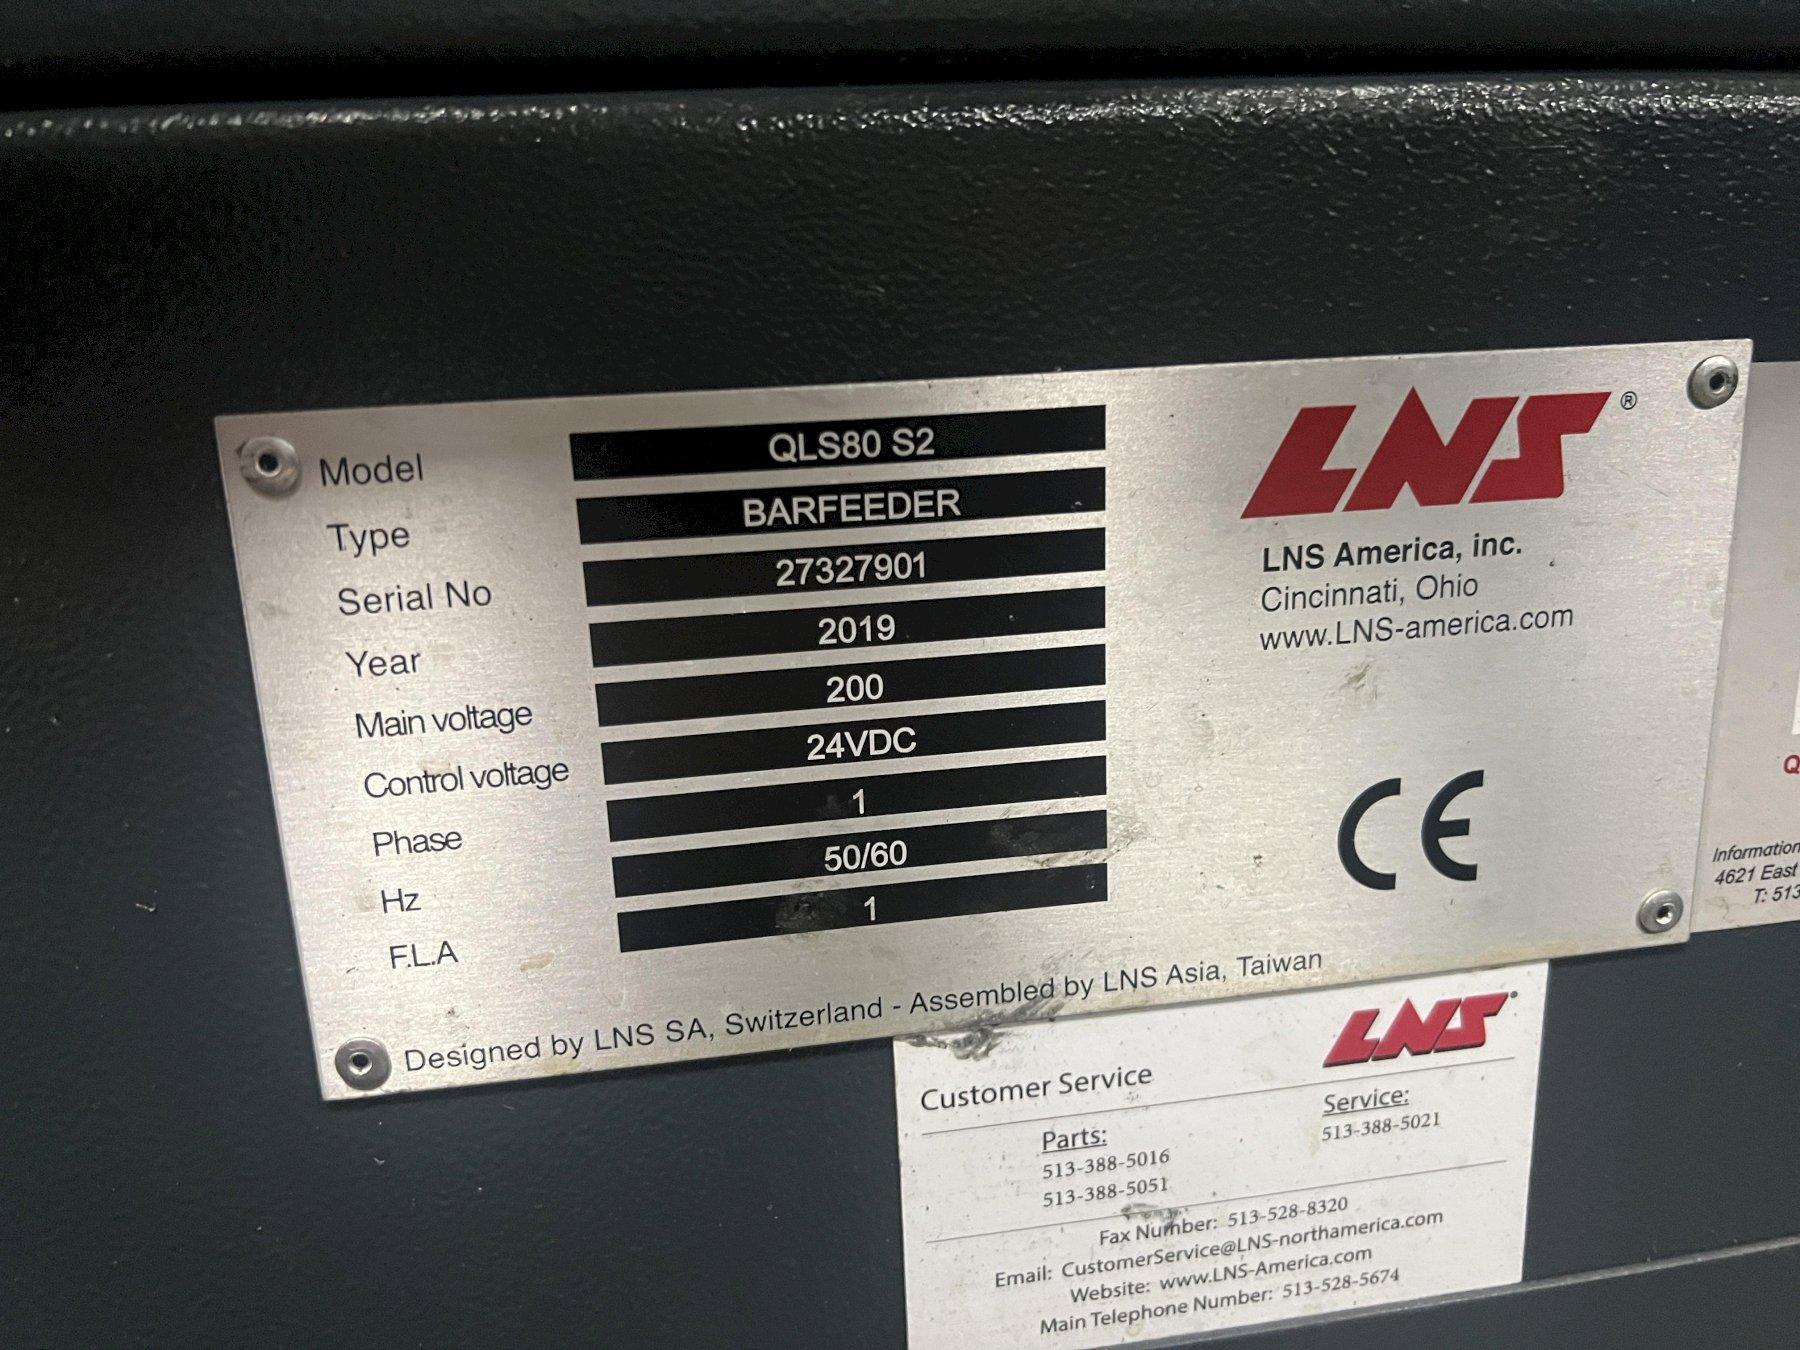 Model QLS80 S2
Type BARFEEDER
Serial No 27327901
Year 2019
Main voltage 200
Control voltage 24VDC
Phase 1
Hz 50/60
F.L.A 1
Designed by LNS SA, Switzerland - Assembled by LNS Asia, Taiwan
LNS®
LNS America, inc.
Cincinnati, Ohio
www.LNS-america.com
CE
Q
Information
4621 East
T: 513
LNS
Customer Service
Parts:
513-388-5016
513-388-5051
Service:
513-388-5021
Fax Number: 513-528-8320
Email: CustomerService@LNS-northamerica.com
Website: www.LNS-America.com
Main Telephone Number: 513-528-5674